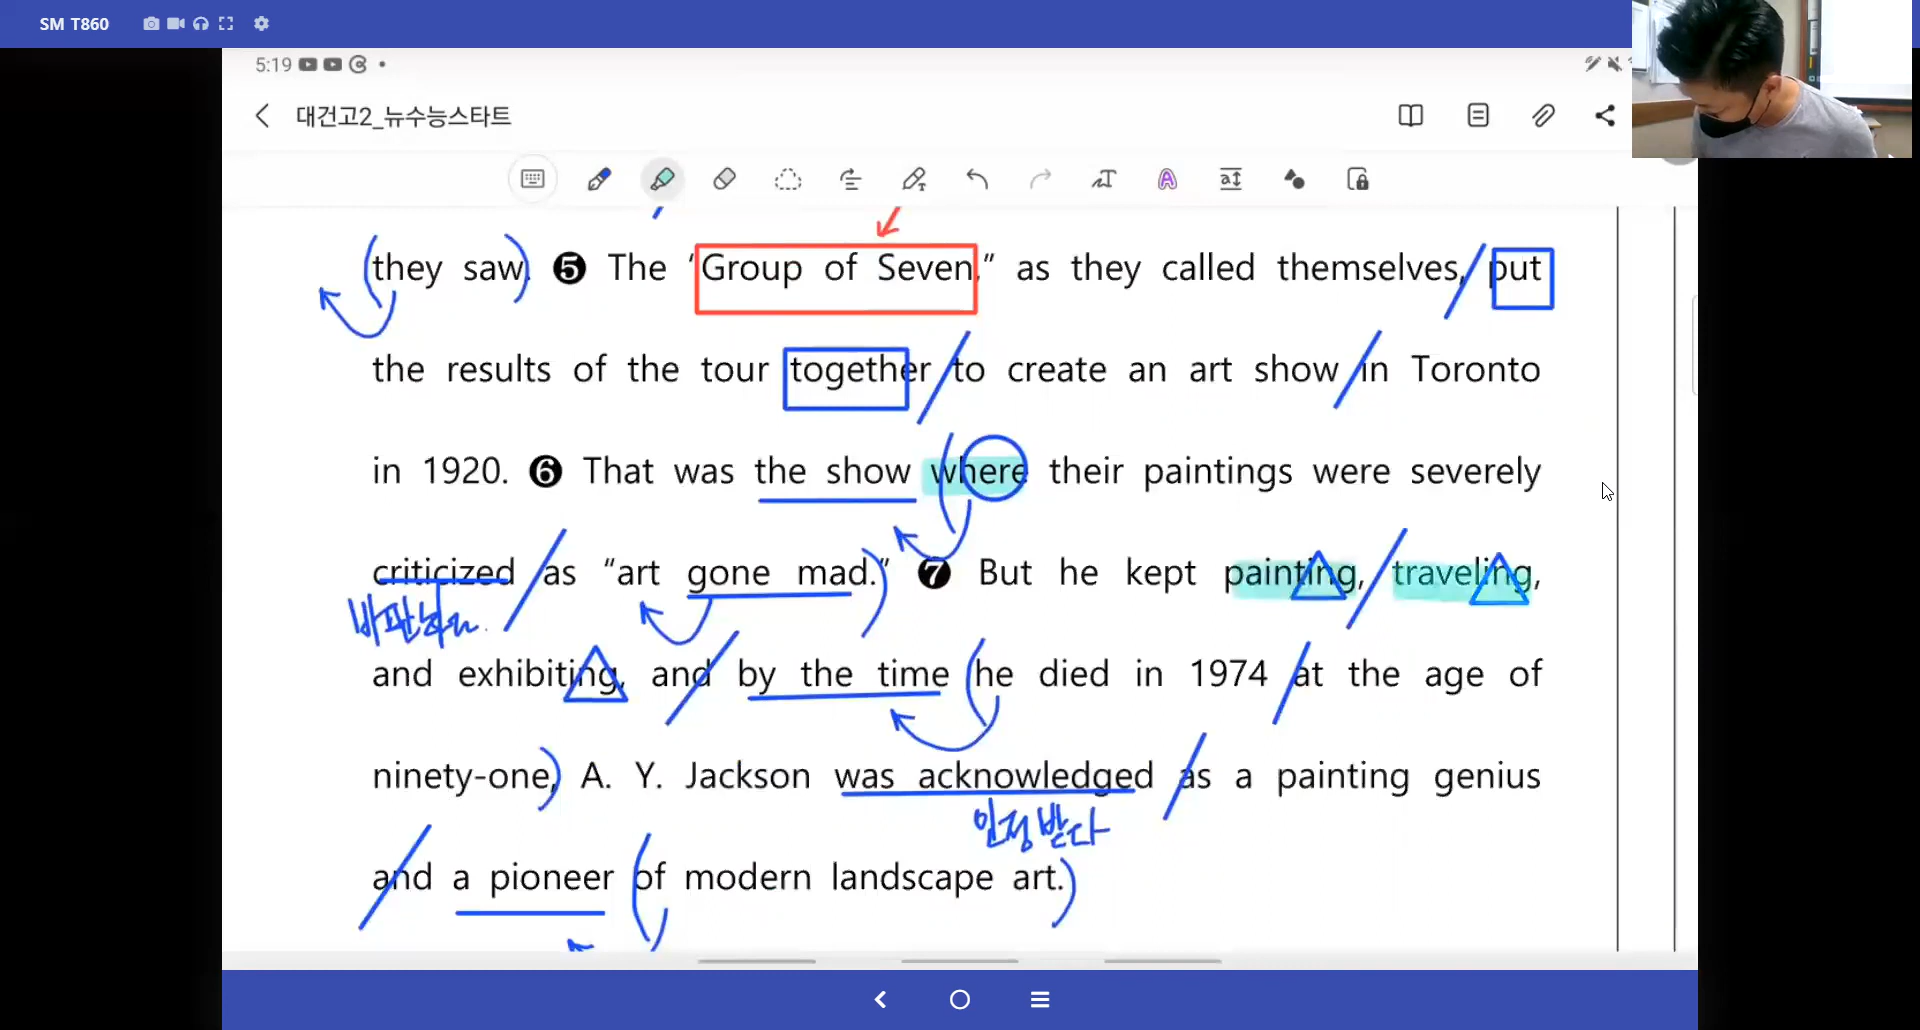 SM T860
5:19
대건고2_뉴수능스타트
they saw. ❺ The “Group of Seven,” as they called themselves, put
the results of the tour together to create an art show in Toronto
in 1920. ❻ That was the show where their paintings were severely
criticized as “art gone mad.” ❼ But he kept painting, traveling,
비판하다.
and exhibiting, and by the time he died in 1974 at the age of
ninety-one, A. Y. Jackson was acknowledged as a painting genius
인정 받다
and a pioneer of modern landscape art.